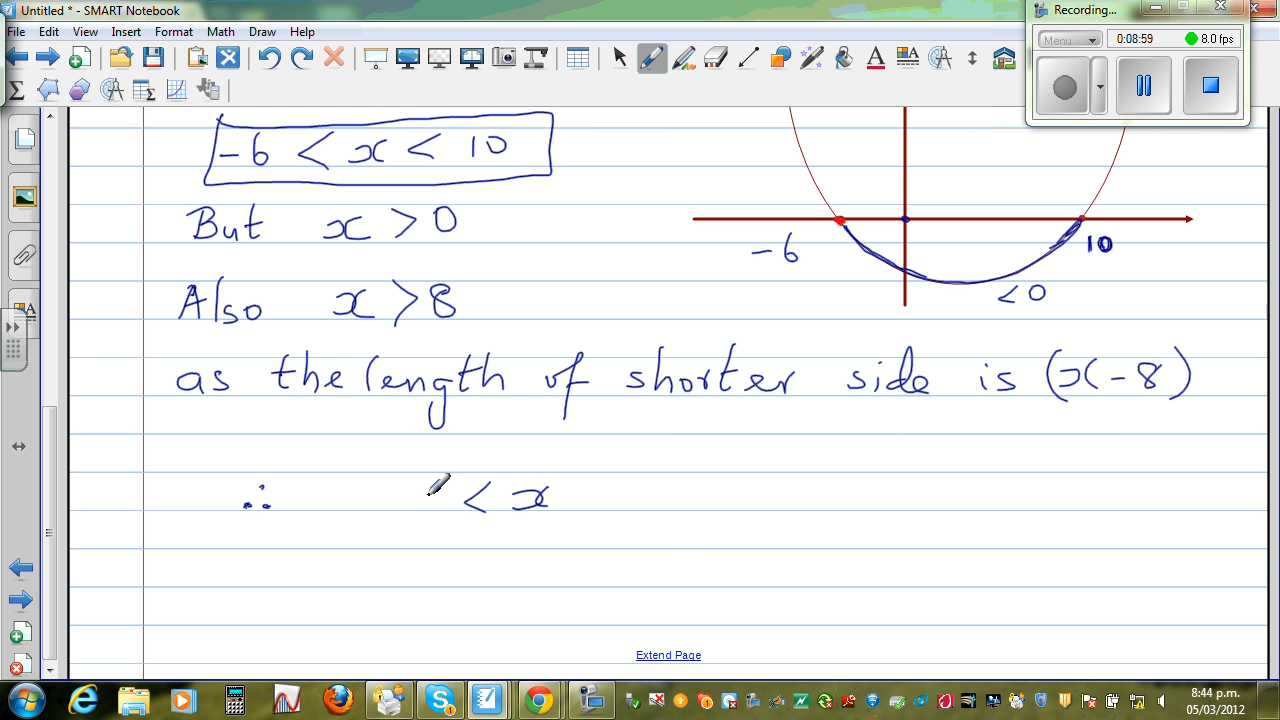 Untitled * - SMART Notebook
Recording...
File Edit View Insert Format Math Draw Help
Menu
0:08:59
8.0 fps
-6 < x < 10
But x > 0
-6
10
Also x > 8
< 0
as the length of shorter side is (x-8)
∴ < x
Extend Page
8:44 p.m.
05/03/2012